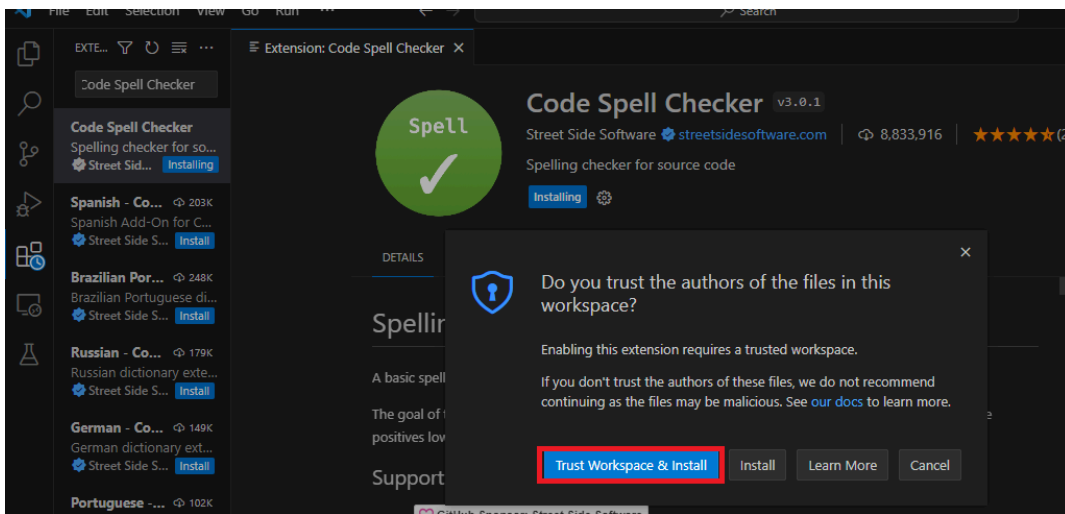 File Edit Selection View Go Run ... Search
EXTE... ...
Extension: Code Spell Checker
Code Spell Checker
Code Spell Checker
Spelling checker for so...
Street Sid... Installing
Spanish - Co... 203K
Spanish Add-On for C...
Street Side S... Install
Brazilian Por... 248K
Brazilian Portuguese di...
Street Side S... Install
Russian - Co... 179K
Russian dictionary exte...
Street Side S... Install
German - Co... 149K
German dictionary ext...
Street Side S... Install
Portuguese -... 102K
Spell
Code Spell Checker v3.0.1
Street Side Software streetsidesoftware.com 8,833,916
Spelling checker for source code
Installing
DETAILS
Spellin
A basic spell
The goal of
positives low
Support
Do you trust the authors of the files in this
workspace?
Enabling this extension requires a trusted workspace.
If you don't trust the authors of these files, we do not recommend
continuing as the files may be malicious. See our docs to learn more.
Trust Workspace & Install Install Learn More Cancel
GitHub Sponsor: Street Side Software